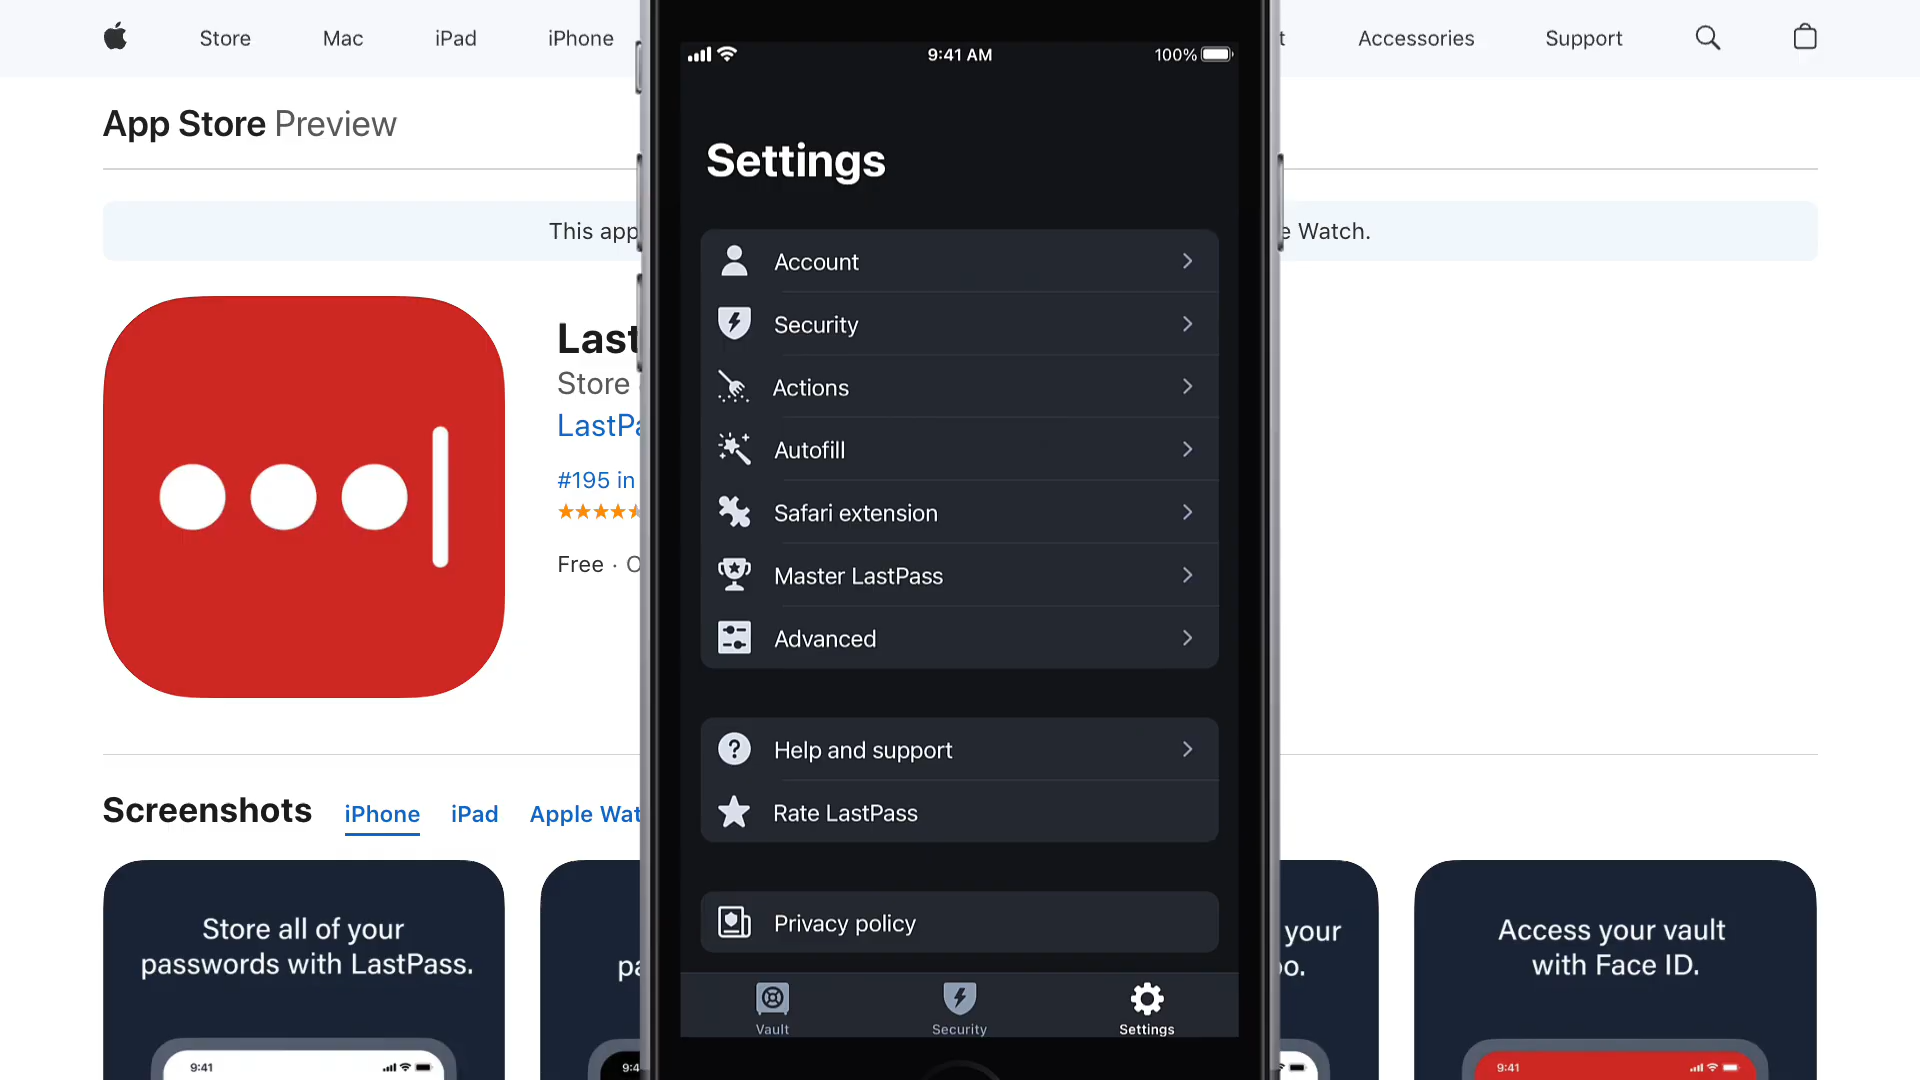 Store Mac iPad iPhone
Accessories Support
App Store Preview
This app
e Watch.
Last
Store
LastPa
#195 in
Free ·
Screenshots iPhone iPad Apple Wat
Store all of your
passwords with LastPass.
9:41
pa
9:4
your
oo.
Access your vault
with Face ID.
9:41
9:41 AM
100%
Settings
Account
Security
Actions
Autofill
Safari extension
Master LastPass
Advanced
Help and support
Rate LastPass
Privacy policy
Vault Security Settings